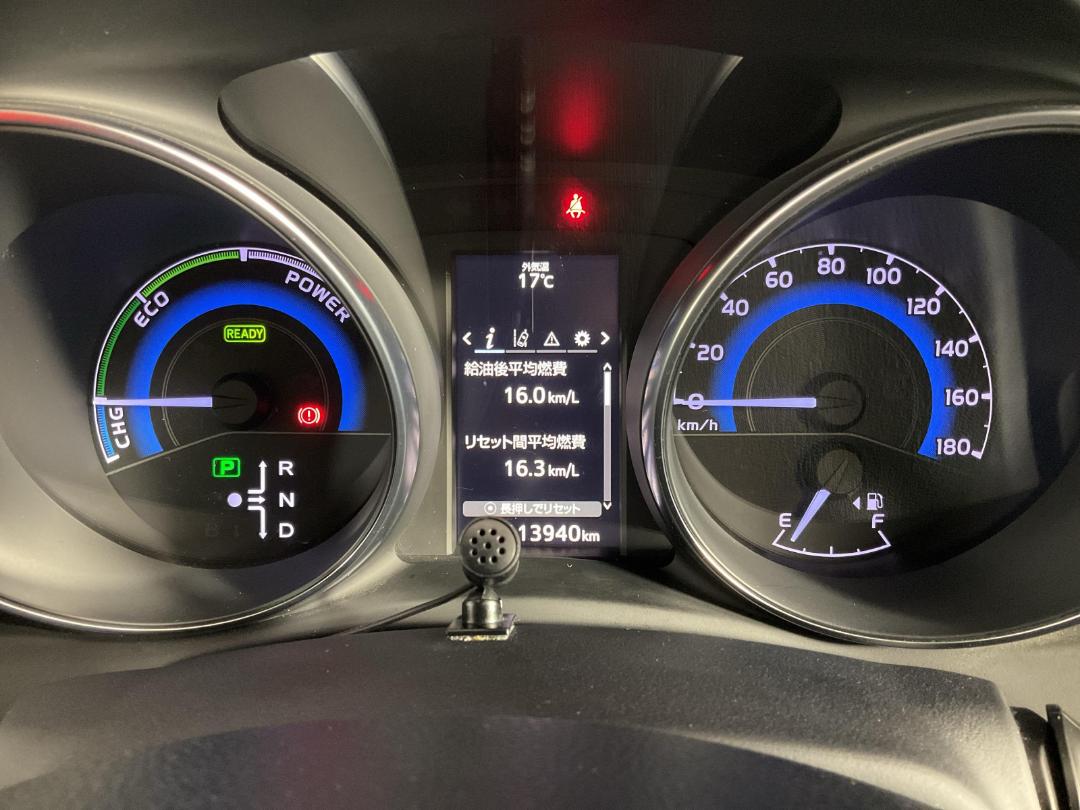 ECO
POWER
READY
CHG
P
R
N
D
外気温
17℃
給油後平均燃費
16.0km/L
リセット間平均燃費
16.3km/L
長押しでリセット
13940km
0
20
40
60
80
100
120
140
160
180
km/h
E
F